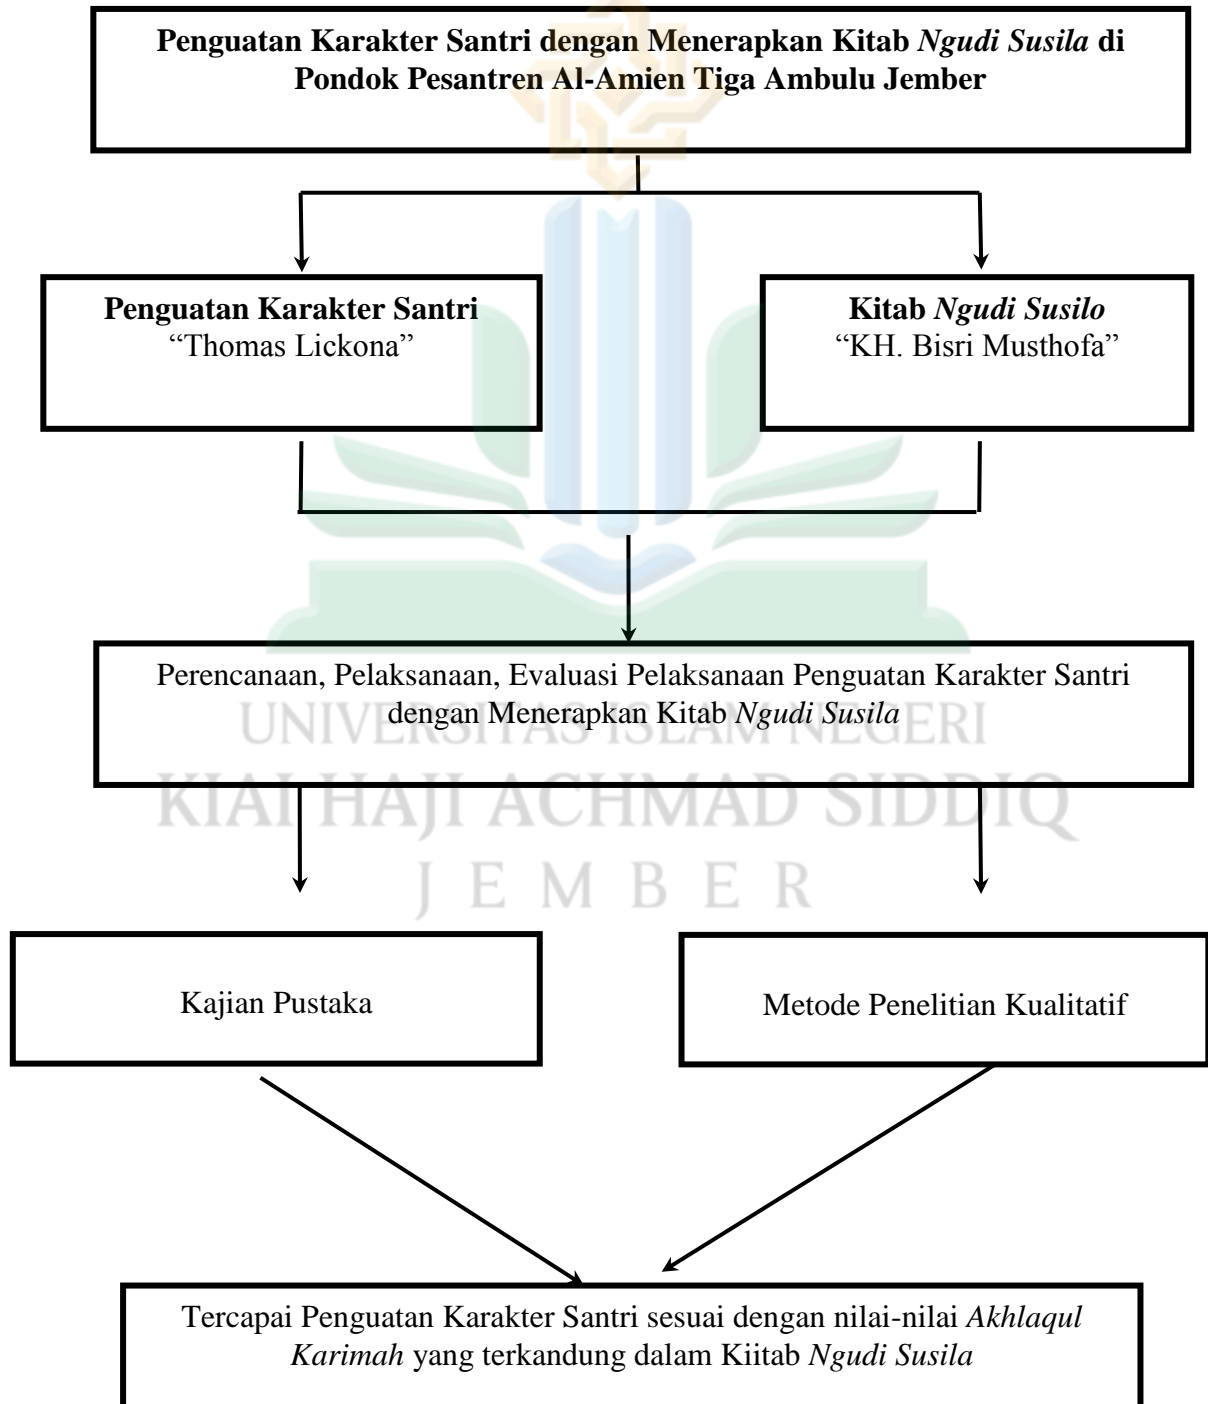 Penguatan Karakter Santri dengan Menerapkan Kitab Ngudi Susila di
Pondok Pesantren Al-Amien Tiga Ambulu Jember
Penguatan Karakter Santri
“Thomas Lickona”
Kitab Ngudi Susilo
“KH. Bisri Musthofa”
Perencanaan, Pelaksanaan, Evaluasi Pelaksanaan Penguatan Karakter Santri
dengan Menerapkan Kitab Ngudi Susila
UNIVERSITAS ISLAM NEGERI
KIAI HAJI ACHMAD SIDDIQ
JEMBER
Kajian Pustaka
Metode Penelitian Kualitatif
Tercapai Penguatan Karakter Santri sesuai dengan nilai-nilai Akhlaqul
Karimah yang terkandung dalam Kiitab Ngudi Susila